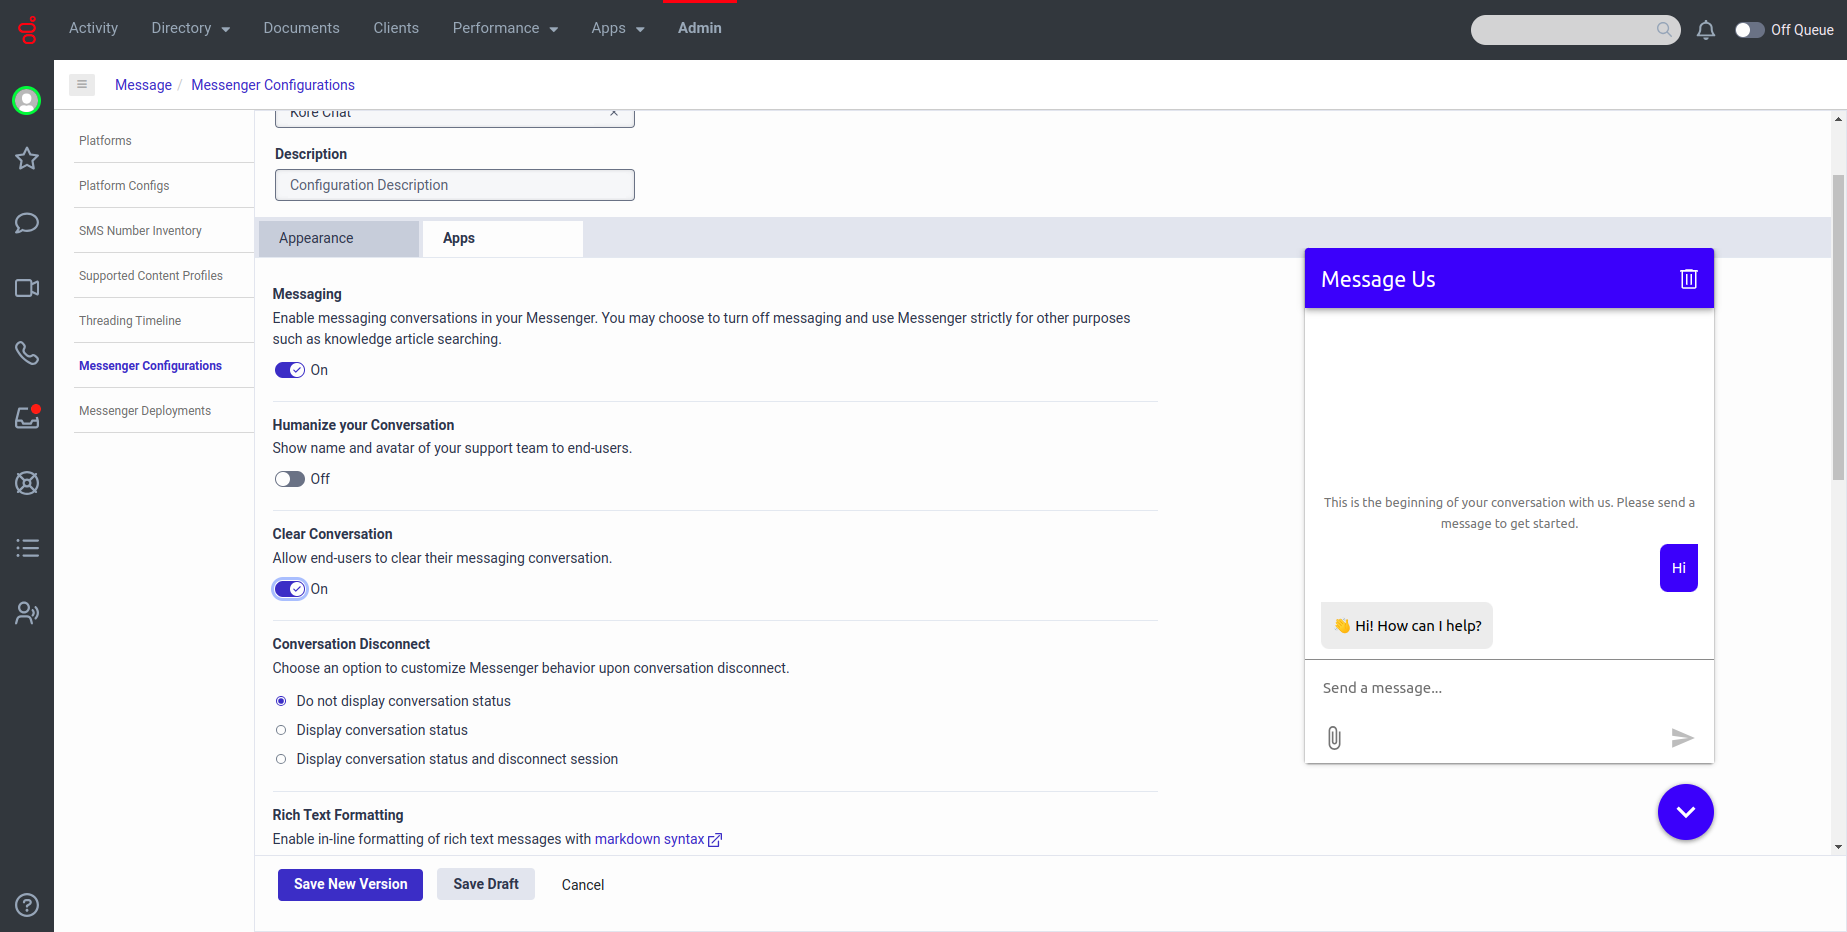 Activity
Directory
Documents
Clients
Performance
Apps
Admin
Off Queue
Message / Messenger Configurations
Platforms
Platform Configs
SMS Number Inventory
Supported Content Profiles
Threading Timeline
Messenger Configurations
Messenger Deployments
Kore Chat
Description
Configuration Description
Appearance
Apps
Messaging
Enable messaging conversations in your Messenger. You may choose to turn off messaging and use Messenger strictly for other purposes
such as knowledge article searching.
On
Humanize your Conversation
Show name and avatar of your support team to end-users.
Off
Clear Conversation
Allow end-users to clear their messaging conversation.
On
Conversation Disconnect
Choose an option to customize Messenger behavior upon conversation disconnect.
Do not display conversation status
Display conversation status
Display conversation status and disconnect session
Rich Text Formatting
Enable in-line formatting of rich text messages with markdown syntax
Save New Version
Save Draft
Cancel
Message Us
This is the beginning of your conversation with us. Please send a
message to get started.
Hi
👋 Hi! How can I help?
Send a message...